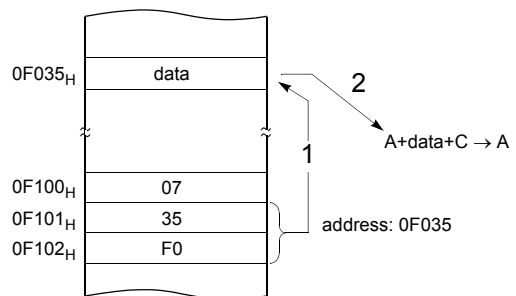 0F035H data
2
A+data+C → A
1
0F100H 07
0F101H 35
address: 0F035
0F102H F0